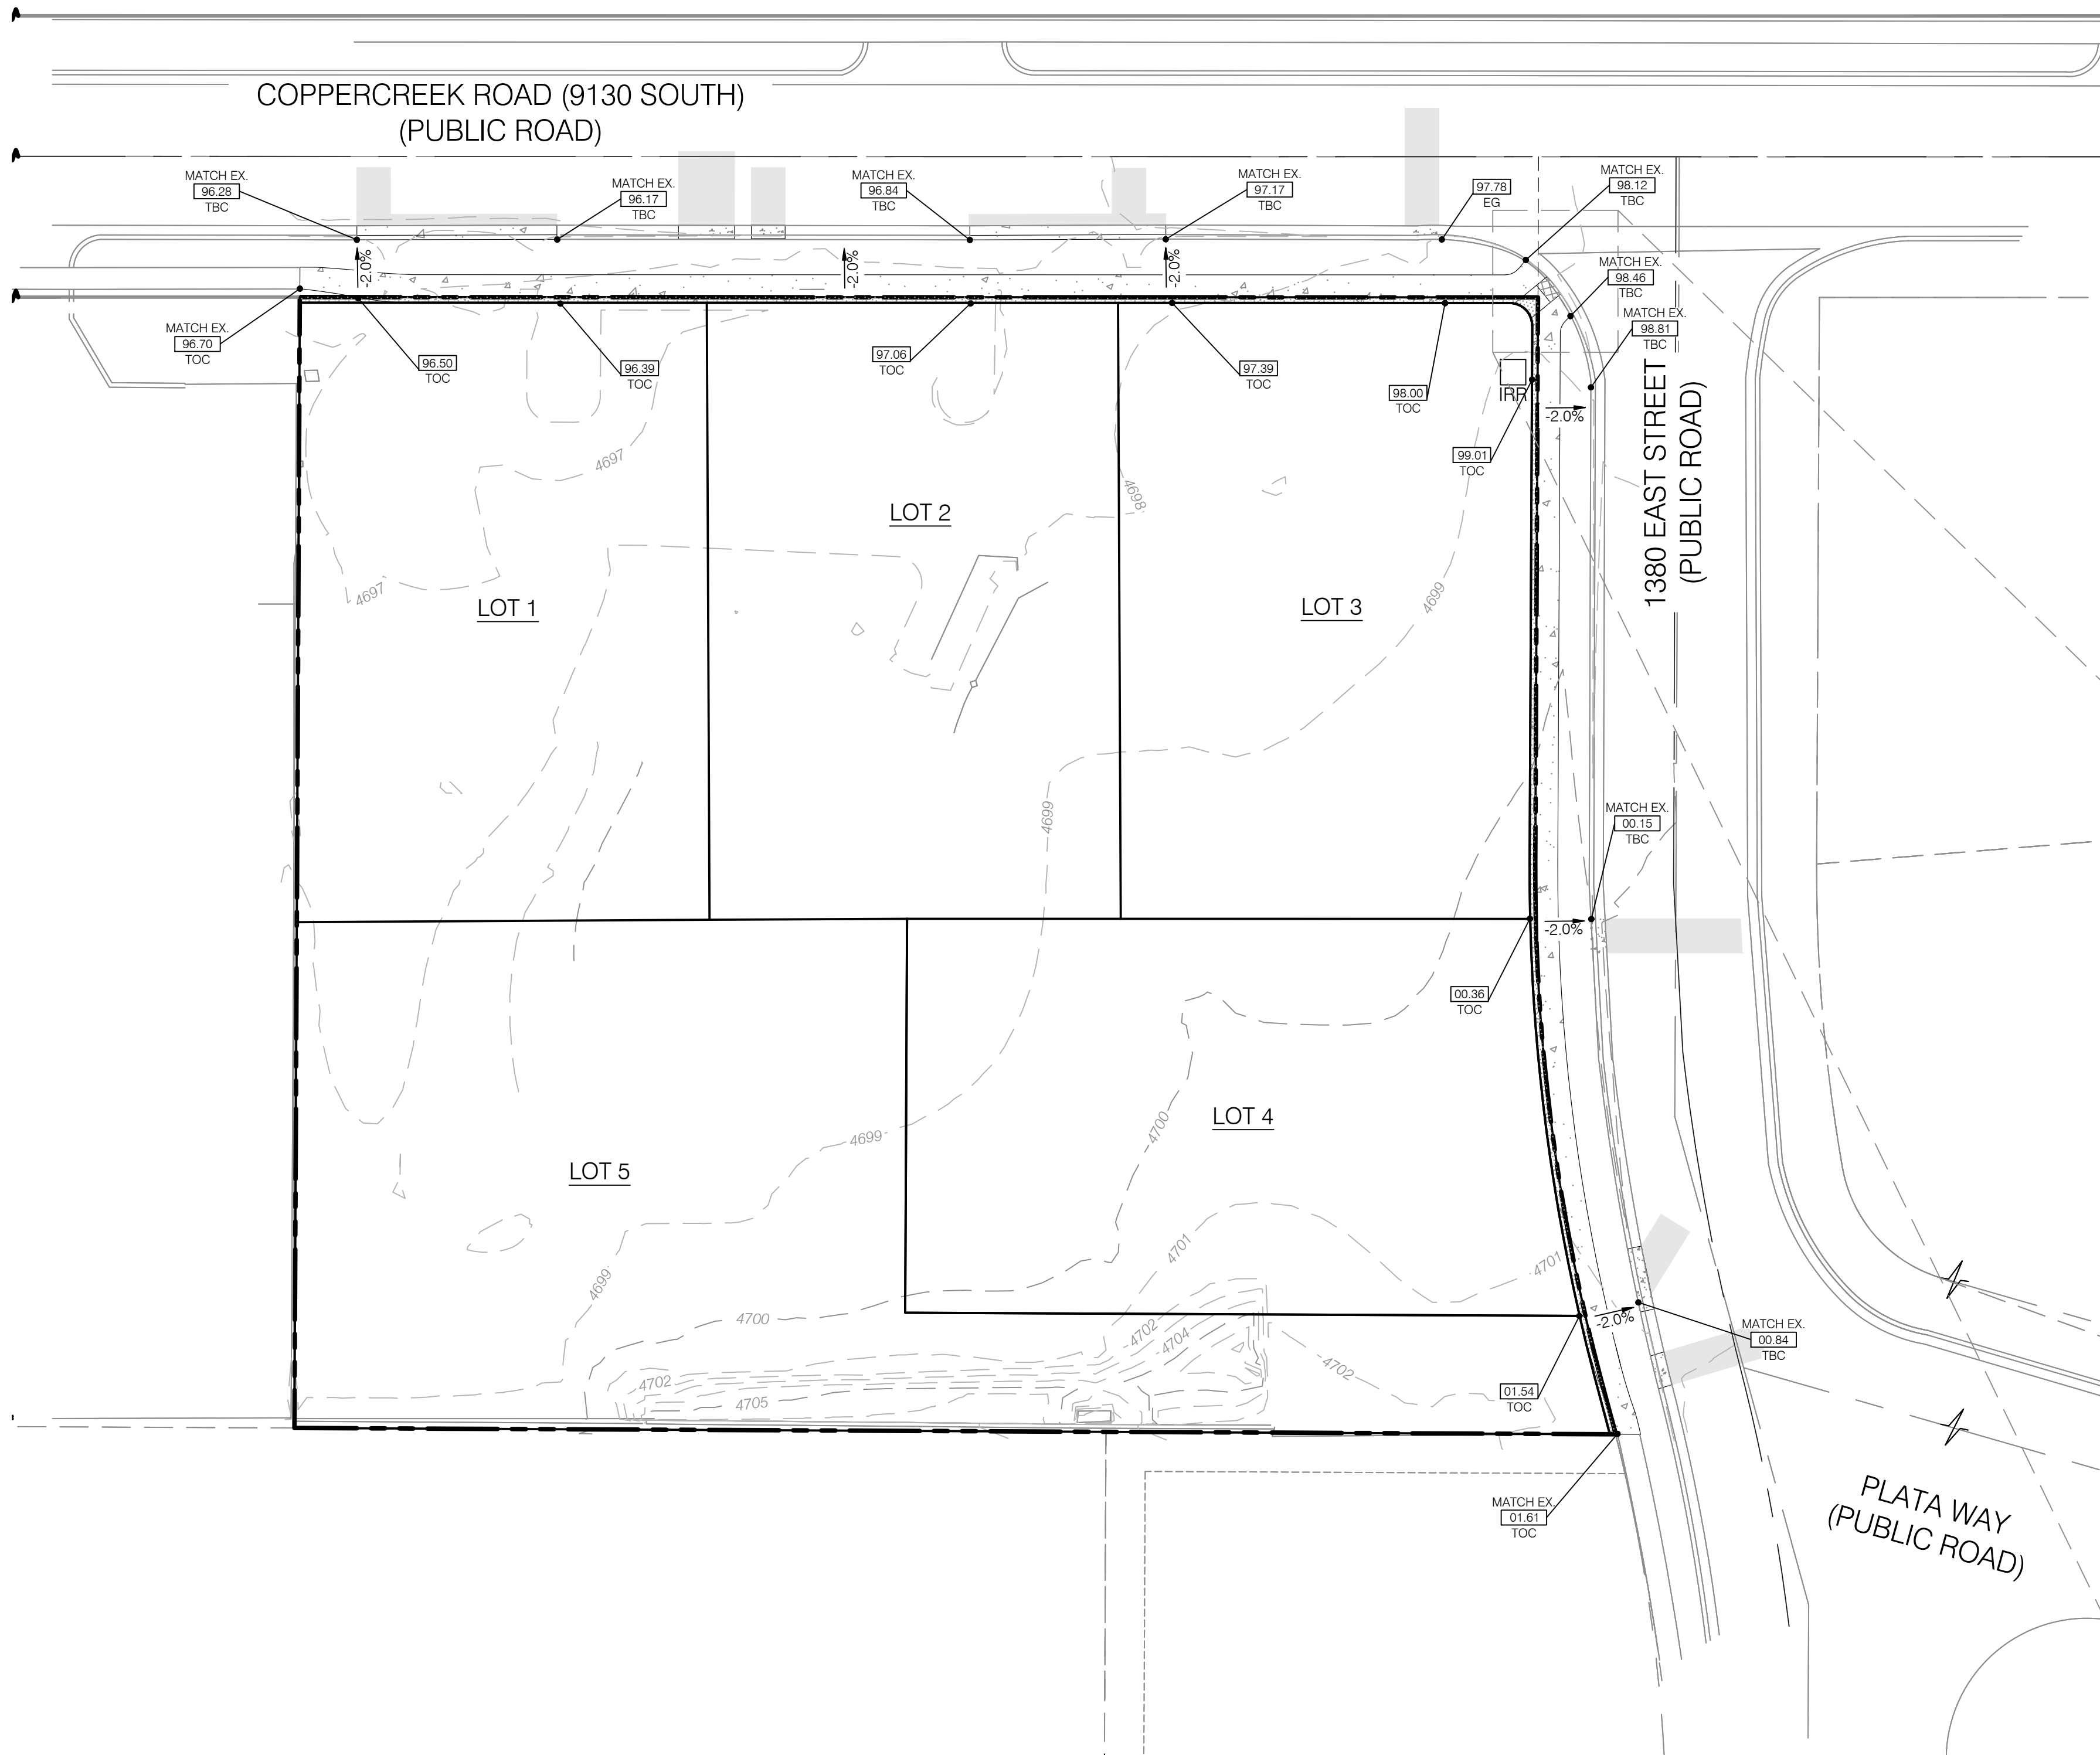 COPPERCREEK ROAD (9130 SOUTH)
(PUBLIC ROAD)
MATCH EX.
96.28
TBC
MATCH EX.
96.17
TBC
MATCH EX.
96.84
TBC
MATCH EX.
97.17
TBC
97.78
EG
MATCH EX.
98.12
TBC
MATCH EX.
98.46
TBC
MATCH EX.
98.81
TBC
-2.0%
-2.0%
-2.0%
MATCH EX.
96.70
TOC
96.50
TOC
96.39
TOC
97.06
TOC
97.39
TOC
98.00
TOC
IRR
-2.0%
99.01
TOC
1380 EAST STREET
(PUBLIC ROAD)
4697
4698
LOT 2
4697
LOT 1
LOT 3
4699
4699
MATCH EX.
00.15
TBC
-2.0%
00.36
TOC
LOT 4
4700
4699
LOT 5
4701
4701
4699
4700
-2.0%
MATCH EX.
00.84
TBC
4702
4704
4702
4702
4705
01.54
TOC
MATCH EX.
01.61
TOC
PLATA WAY
(PUBLIC ROAD)